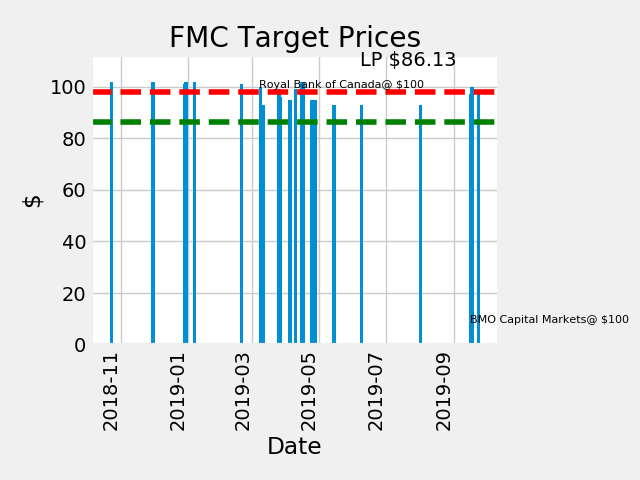 FMC Target Prices
LP $86.13
Royal Bank of Canada@ $100
100
80
60
40
20
0
$
BMO Capital Markets@ $100
2018-11
2019-01
2019-03
2019-05
2019-07
2019-09
Date